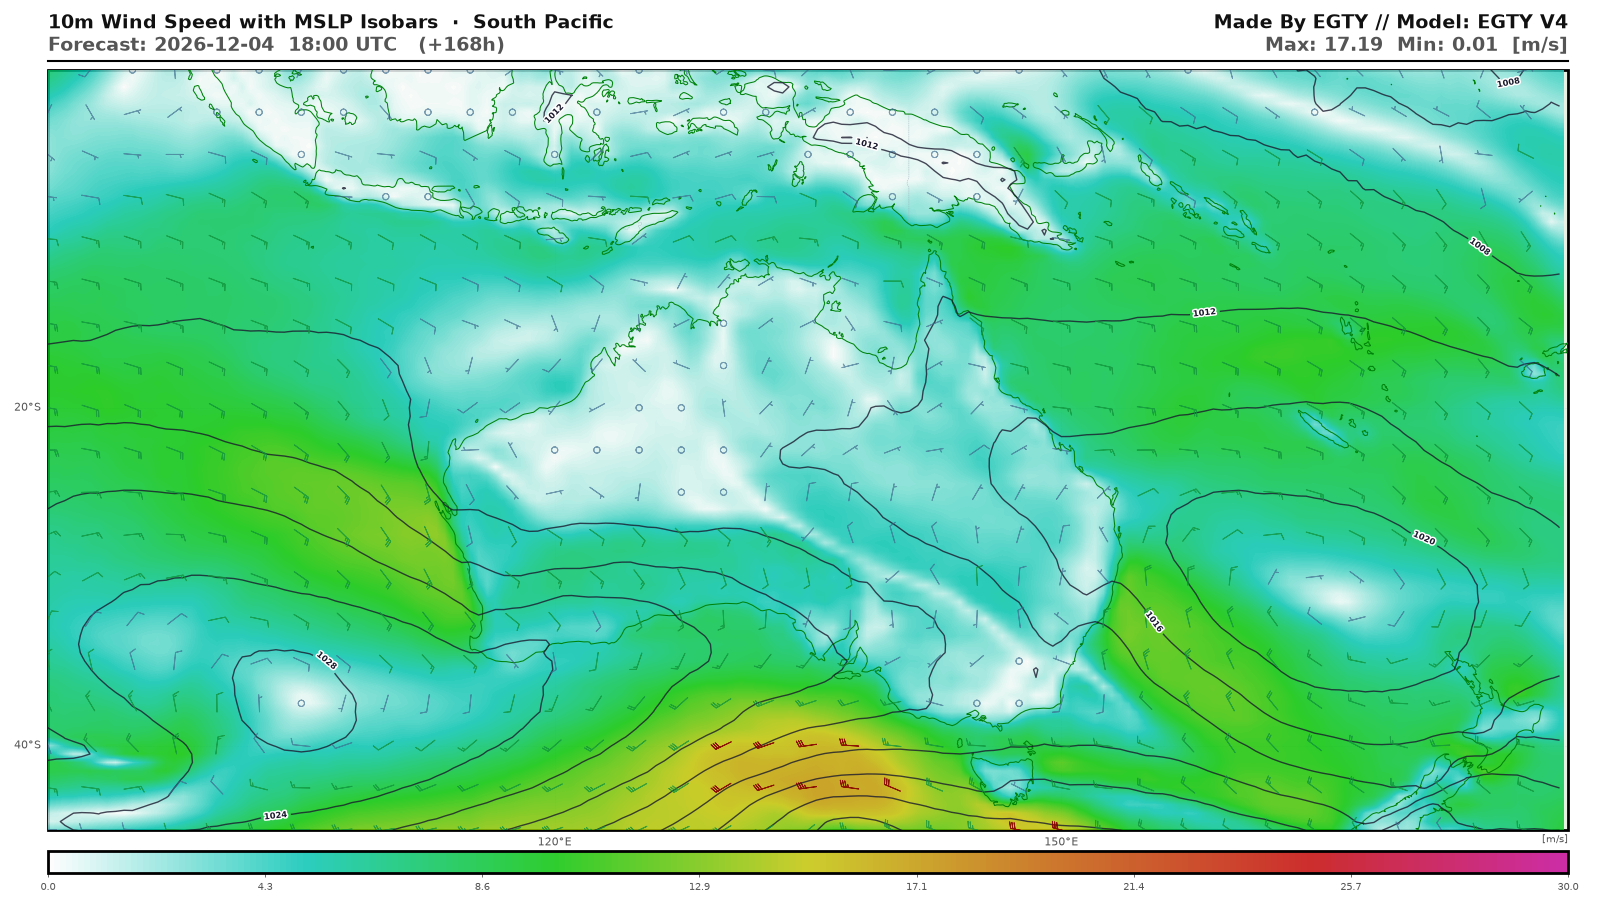 10m Wind Speed with MSLP Isobars · South Pacific
Made By EGTY // Model: EGTY V4
Forecast: 2026-12-04 18:00 UTC (+168h)
Max: 17.19 Min: 0.01 [m/s]
1008
1012
1012
1008
1012
20°S
1020
1016
1028
40°S
1024
120°E
150°E
[m/s]
0.0
4.3
8.6
12.9
17.1
21.4
25.7
30.0